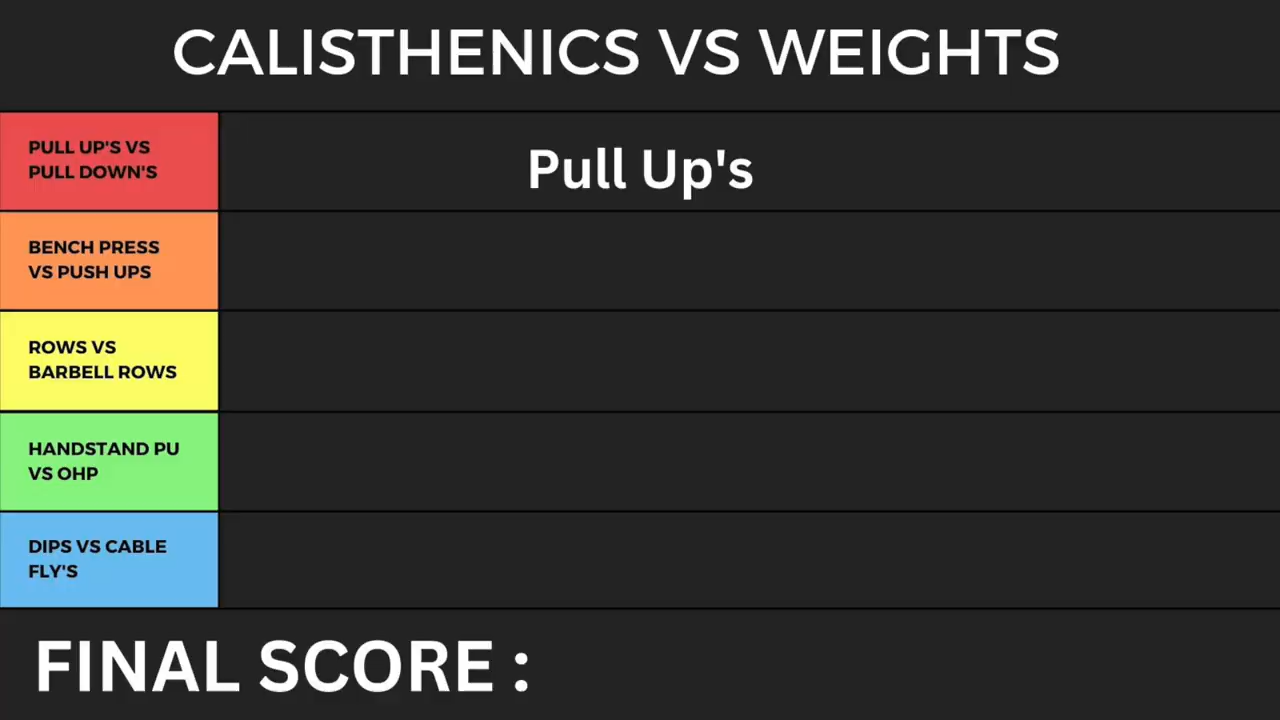 CALISTHENICS VS WEIGHTS
PULL UP'S VS
PULL DOWN'S
Pull Up's
BENCH PRESS
VS PUSH UPS
ROWS VS
BARBELL ROWS
HANDSTAND PU
VS OHP
DIPS VS CABLE
FLY'S
FINAL SCORE :